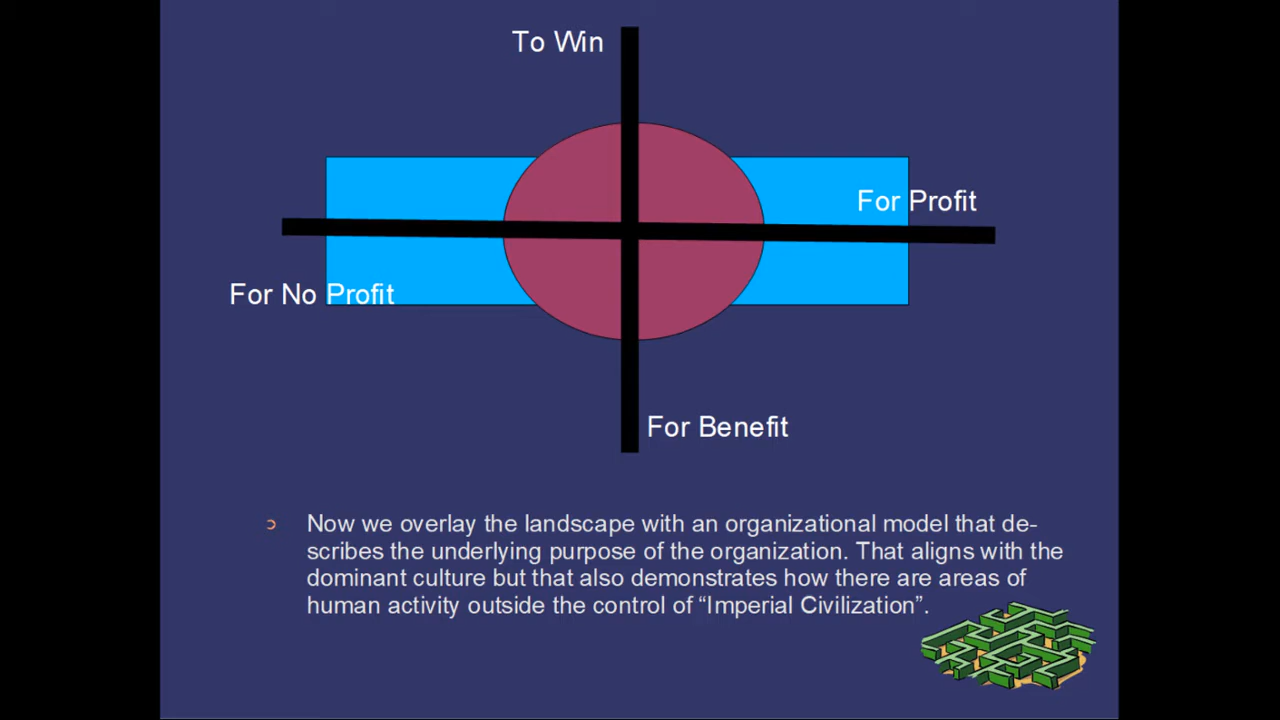 To Win
For Profit
For No Profit
For Benefit
Now we overlay the landscape with an organizational model that de-
scribes the underlying purpose of the organization. That aligns with the
dominant culture but that also demonstrates how there are areas of
human activity outside the control of “Imperial Civilization”.